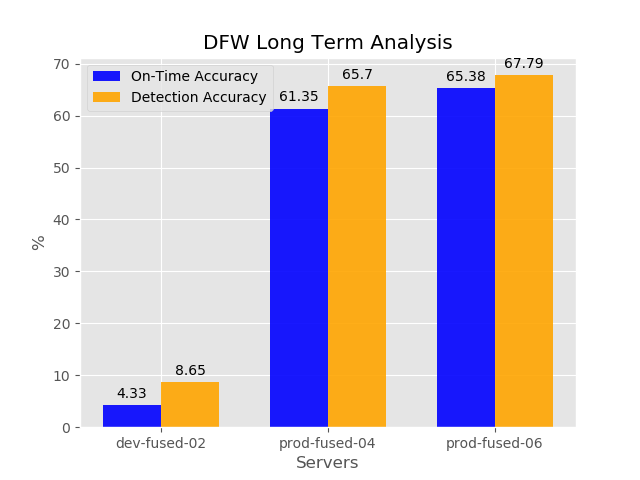 DFW Long Term Analysis
On-Time Accuracy
Detection Accuracy
70
60
50
40
30
20
10
0
%
4.33
8.65
61.35
65.7
65.38
67.79
dev-fused-02
prod-fused-04
prod-fused-06
Servers